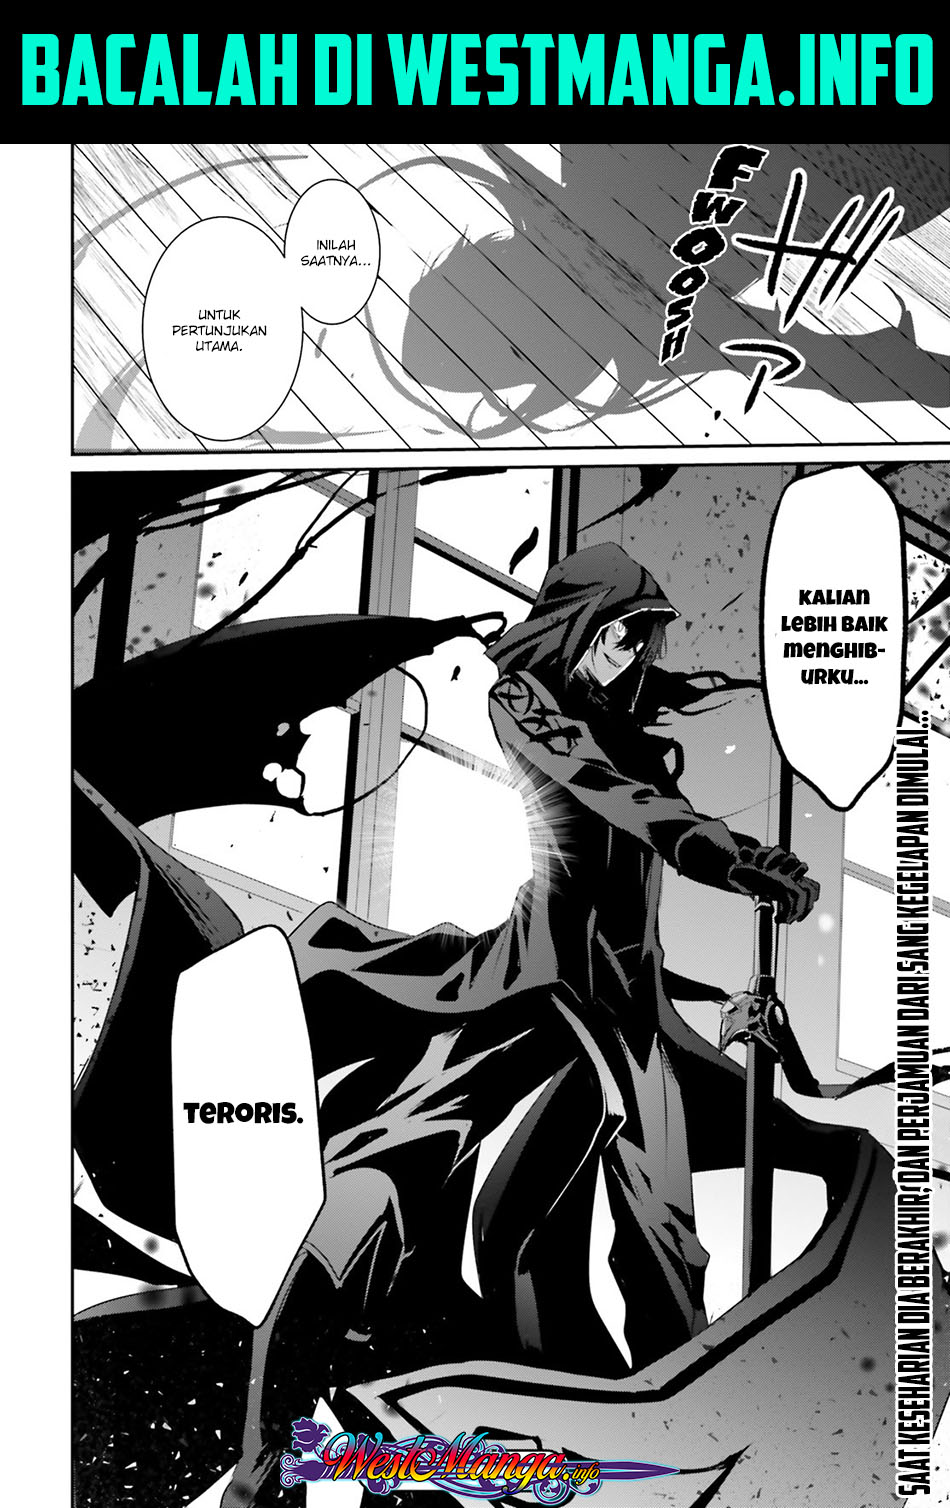 BACALAH DI WESTMANGA.INFO
FWOOSH
INILAH
SAATNYA...
UNTUK
PERTUNJUKAN
UTAMA.
KALIAN
LEBIH BAIK
MENGHIB-
URKU...
TERORIS.
SAAT KESEHARIAN DIA BERAKHIR, DAN PERJAMUAN DARI SANG KEGELAPAN DIMULAI...
WestManga.info